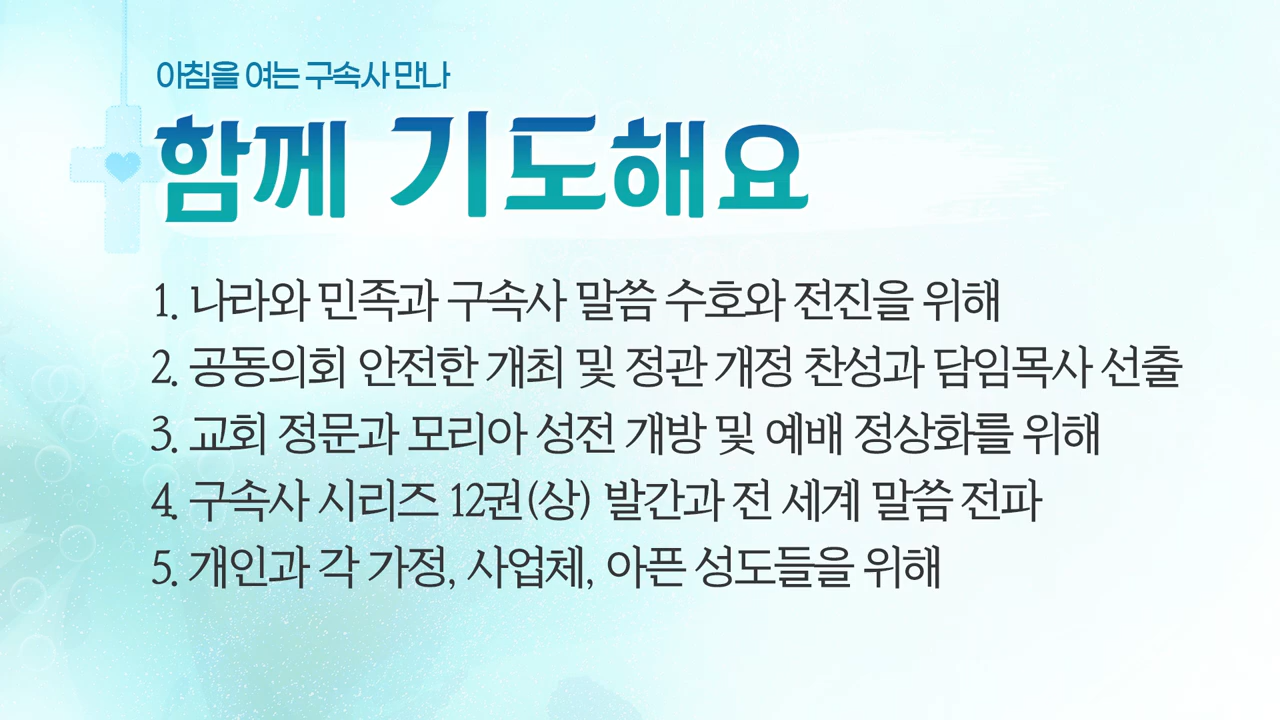 아침을 여는 구속사 만나
함께 기도해요
1. 나라와 민족과 구속사 말씀 수호와 전진을 위해
2. 공동의회 안전한 개최 및 정관 개정 찬성과 담임목사 선출
3. 교회 정문과 모리아 성전 개방 및 예배 정상화를 위해
4. 구속사 시리즈 12권(상) 발간과 전 세계 말씀 전파
5. 개인과 각 가정, 사업체, 아픈 성도들을 위해